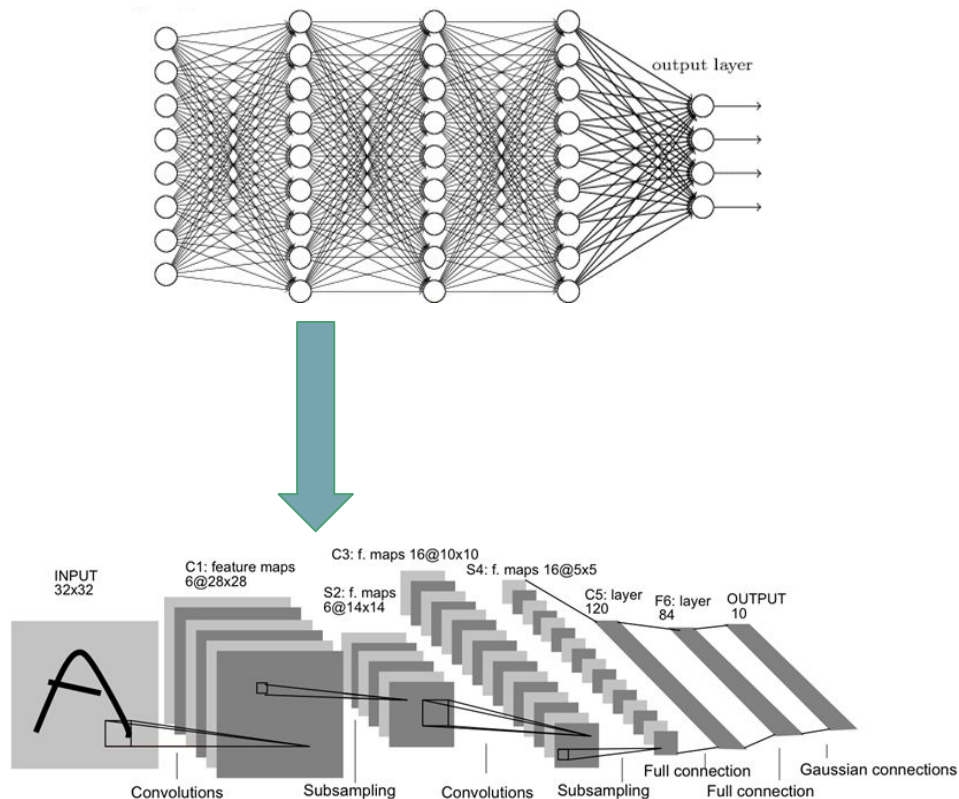 output layer
C3: f. maps 16@10x10
C1: feature maps
6@28x28
S4: f. maps 16@5x5
INPUT
32x32
S2: f. maps
6@14x14
C5: layer
120
F6: layer
84
OUTPUT
10
Convolutions
Subsampling
Convolutions
Subsampling
Full connection
Full connection
Gaussian connections